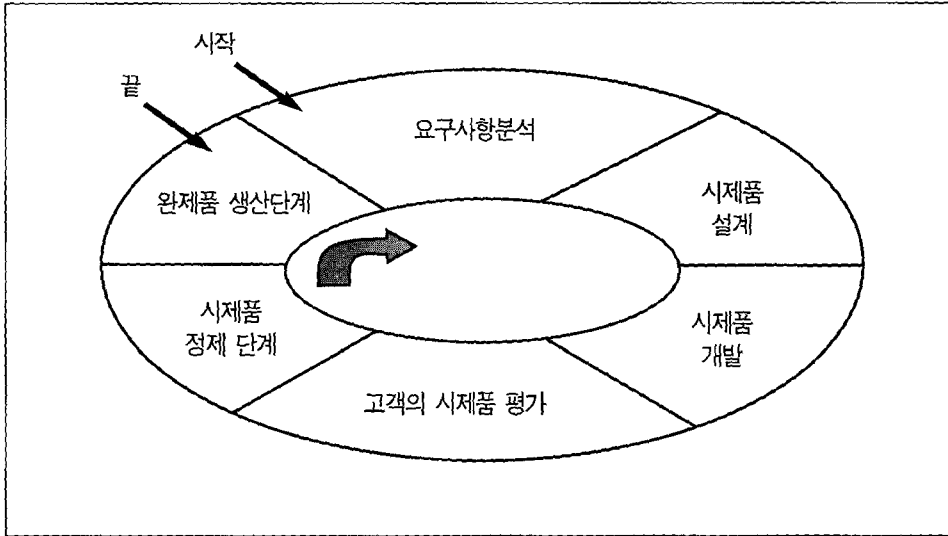 시작
끝
요구사항분석
시제품
설계
시제품
개발
고객의 시제품 평가
시제품
정제 단계
완제품 생산단계